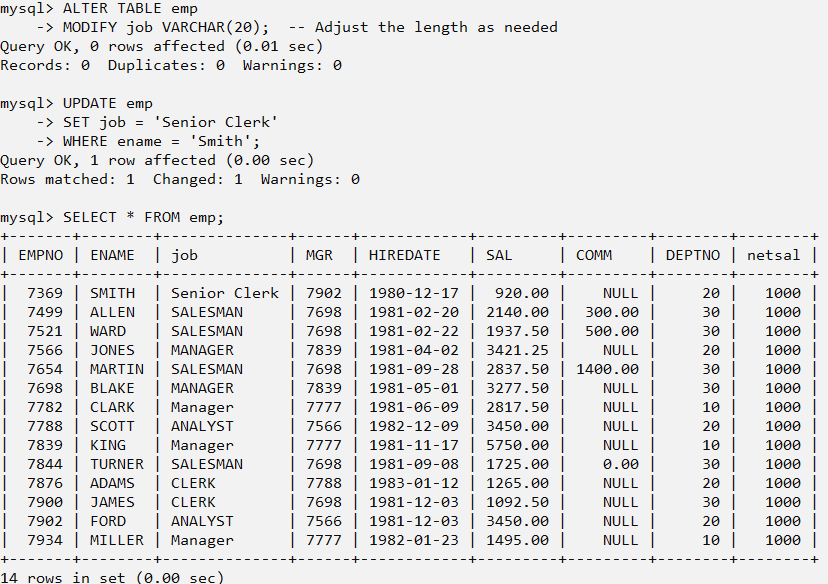 mysql> ALTER TABLE emp
    -> MODIFY job VARCHAR(20);  -- Adjust the length as needed
Query OK, 0 rows affected (0.01 sec)
Records: 0  Duplicates: 0  Warnings: 0

mysql> UPDATE emp
    -> SET job = 'Senior Clerk'
    -> WHERE ename = 'Smith';
Query OK, 1 row affected (0.00 sec)
Rows matched: 1  Changed: 1  Warnings: 0

mysql> SELECT * FROM emp;
+-------+--------+--------------+------+------------+---------+---------+--------+--------+
| EMPNO | ENAME  | job          | MGR  | HIREDATE   | SAL     | COMM    | DEPTNO | netsal |
+-------+--------+--------------+------+------------+---------+---------+--------+--------+
|  7369 | SMITH  | Senior Clerk | 7902 | 1980-12-17 |  920.00 |    NULL |     20 |   1000 |
|  7499 | ALLEN  | SALESMAN     | 7698 | 1981-02-20 | 2140.00 |  300.00 |     30 |   1000 |
|  7521 | WARD   | SALESMAN     | 7698 | 1981-02-22 | 1937.50 |  500.00 |     30 |   1000 |
|  7566 | JONES  | MANAGER      | 7839 | 1981-04-02 | 3421.25 |    NULL |     20 |   1000 |
|  7654 | MARTIN | SALESMAN     | 7698 | 1981-09-28 | 2837.50 | 1400.00 |     30 |   1000 |
|  7698 | BLAKE  | MANAGER      | 7839 | 1981-05-01 | 3277.50 |    NULL |     30 |   1000 |
|  7782 | CLARK  | Manager      | 7777 | 1981-06-09 | 2817.50 |    NULL |     10 |   1000 |
|  7788 | SCOTT  | ANALYST      | 7566 | 1982-12-09 | 3450.00 |    NULL |     20 |   1000 |
|  7839 | KING   | Manager      | 7777 | 1981-11-17 | 5750.00 |    NULL |     10 |   1000 |
|  7844 | TURNER | SALESMAN     | 7698 | 1981-09-08 | 1725.00 |    0.00 |     30 |   1000 |
|  7876 | ADAMS  | CLERK        | 7788 | 1983-01-12 | 1265.00 |    NULL |     20 |   1000 |
|  7900 | JAMES  | CLERK        | 7698 | 1981-12-03 | 1092.50 |    NULL |     30 |   1000 |
|  7902 | FORD   | ANALYST      | 7566 | 1981-12-03 | 3450.00 |    NULL |     20 |   1000 |
|  7934 | MILLER | Manager      | 7777 | 1982-01-23 | 1495.00 |    NULL |     10 |   1000 |
+-------+--------+--------------+------+------------+---------+---------+--------+--------+
14 rows in set (0.00 sec)